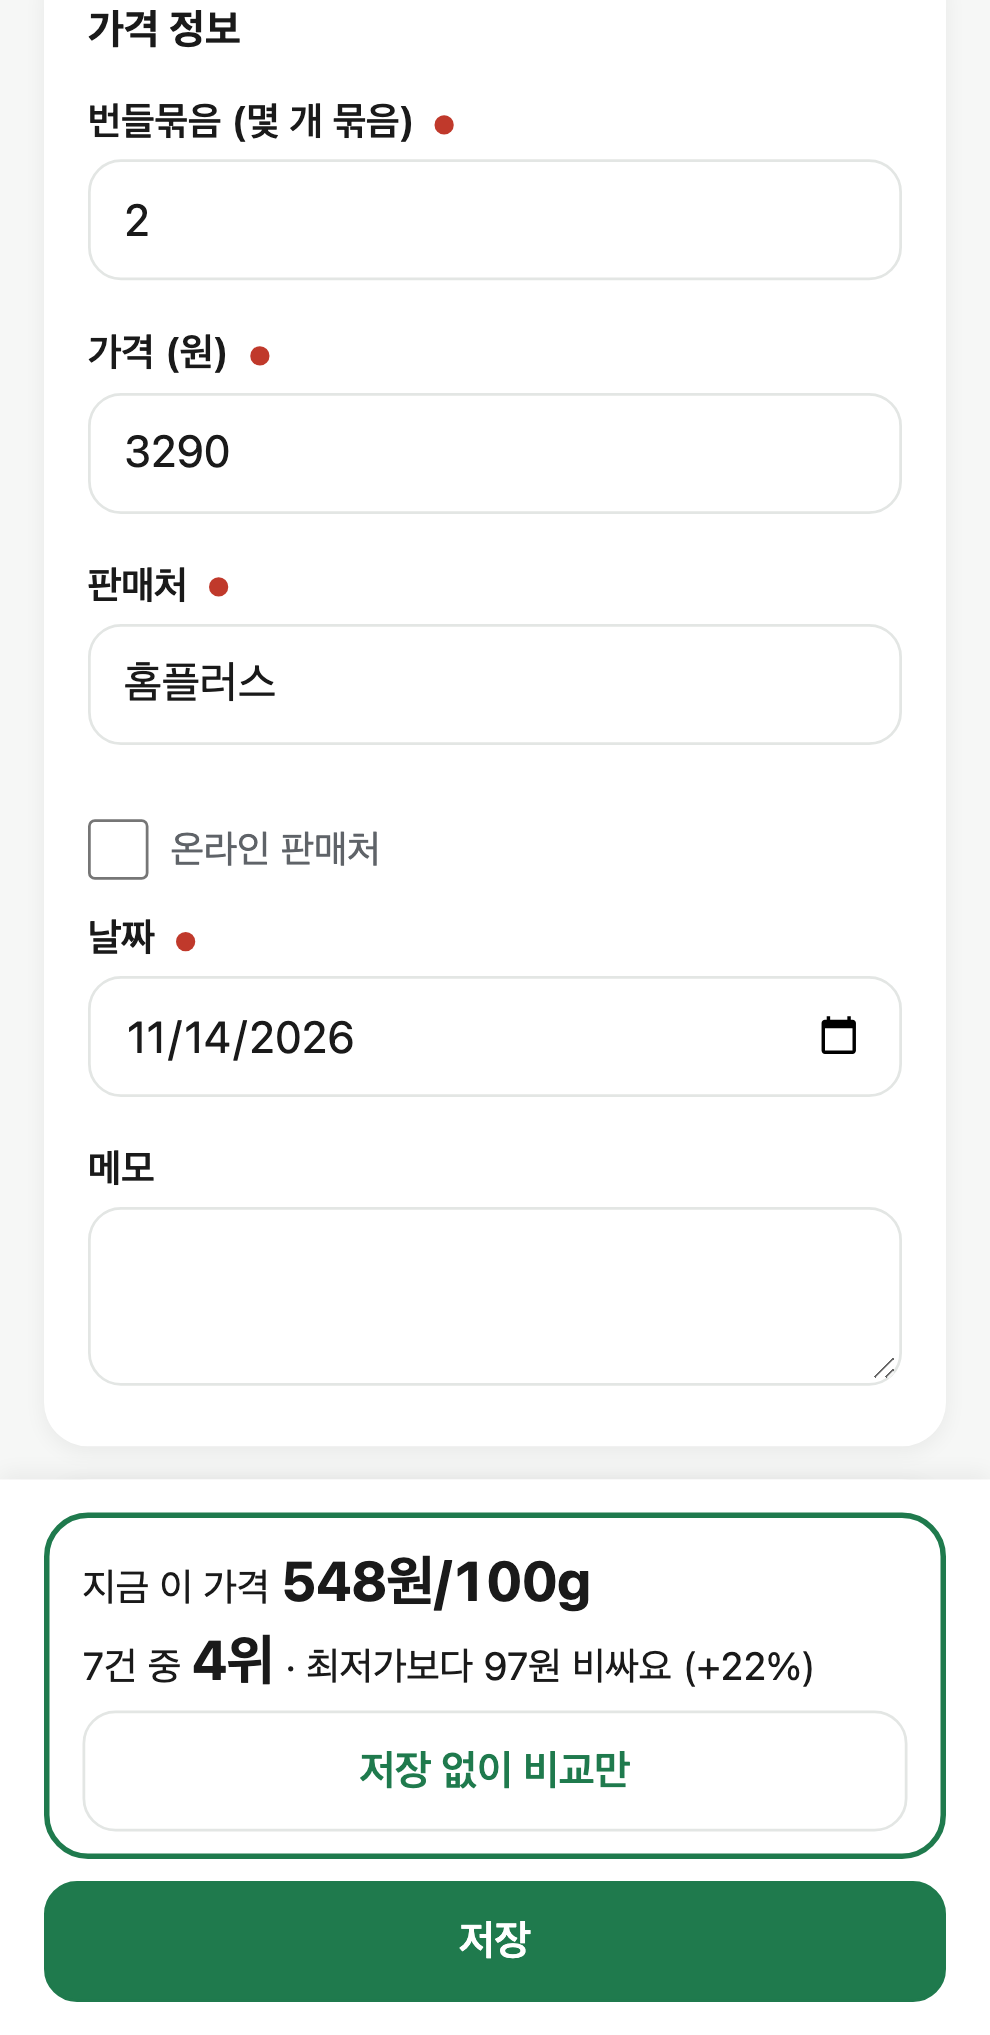 가격 정보
번들묶음 (몇 개 묶음)
2
가격 (원)
3290
판매처
홈플러스
온라인 판매처
날짜
11/14/2026
메모
지금 이 가격 548원/100g
7건 중 4위 · 최저가보다 97원 비싸요 (+22%)
저장 없이 비교만
저장